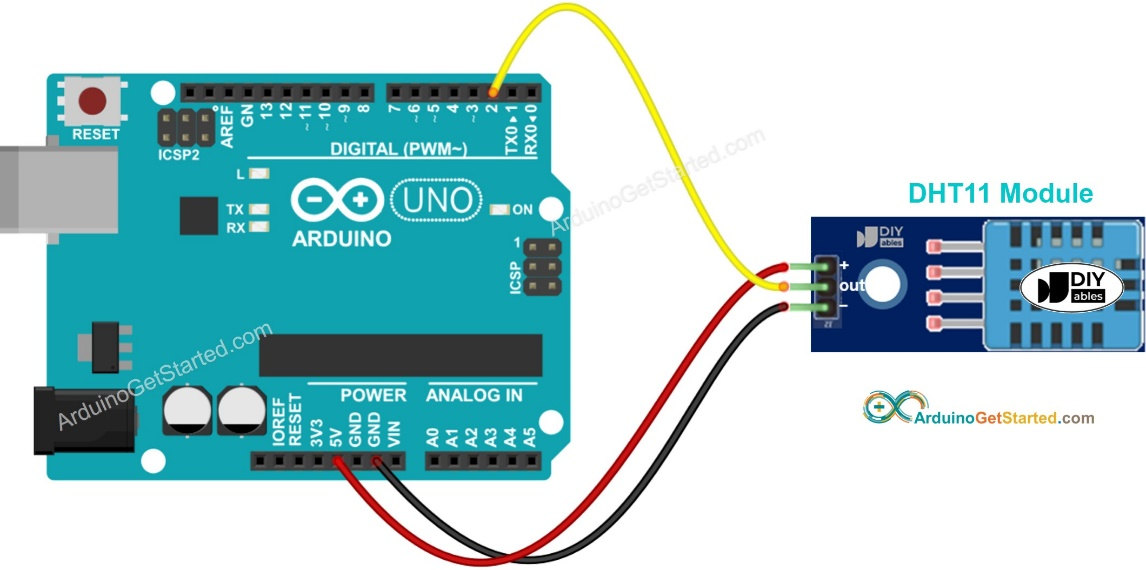 RESET
ICSP2
AREF
GN
13
12
~11
~10
~9
8
7
~6
~5
4
~3
2
TX0▸1
RX0◂0
DIGITAL (PWM~)
L
TX
RX
UNO
ON
ARDUINO
1
ICSP
ArduinoGetStarted.com
ArduinoGetStarted.com
POWER
ANALOG IN
IOREF
RESET
3V3
5V
GND
GND
VIN
A0
A1
A2
A3
A4
A5
DHT11 Module
DIY
ables
+
out
−
DIY
ables
ArduinoGetStarted.com